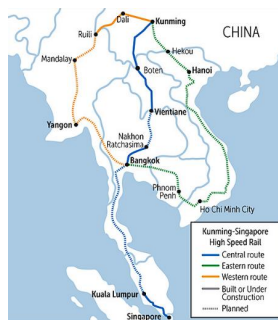 CHINA
Dali
Kunming
Ruili
Hekou
Mandalay
Boten
Hanoi
Vientiane
Yangon
Nakhon
Ratchasima
Bangkok
Phnom
Penh
Ho Chi Minh City
Kunming-Singapore
High Speed Rail
Central route
Eastern route
Western route
Built or Under
Construction
Planned
Kuala Lumpur
Singapore